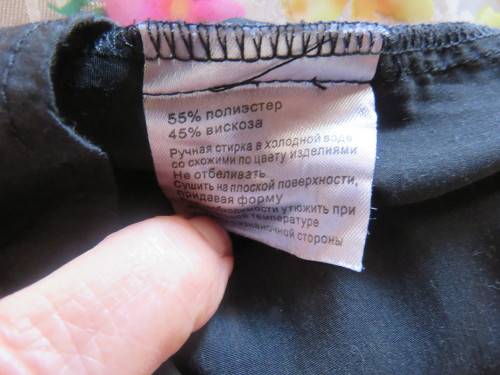 55% полиэстер
45% вискоза
Ручная стирка в холодной воде
со схожими по цвету изделиями
Не отбеливать
Сушить на плоской поверхности,
придавая форму
утюжить при
температуре
стороны